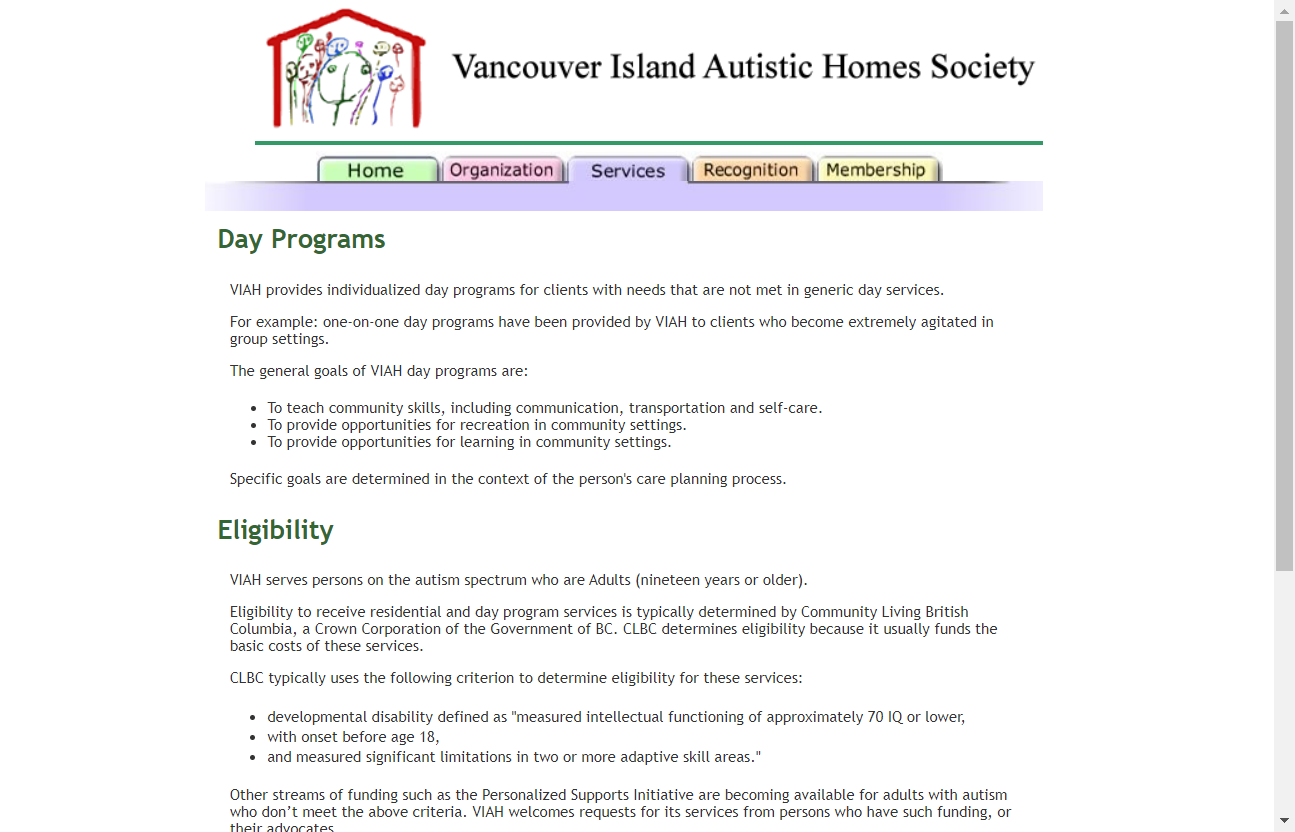 Vancouver Island Autistic Homes Society
Home Organization Services Recognition Membership
Day Programs
VIAH provides individualized day programs for clients with needs that are not met in generic day services.
For example: one-on-one day programs have been provided by VIAH to clients who become extremely agitated in
group settings.
The general goals of VIAH day programs are:
• To teach community skills, including communication, transportation and self-care.
• To provide opportunities for recreation in community settings.
• To provide opportunities for learning in community settings.
Specific goals are determined in the context of the person's care planning process.
Eligibility
VIAH serves persons on the autism spectrum who are Adults (nineteen years or older).
Eligibility to receive residential and day program services is typically determined by Community Living British
Columbia, a Crown Corporation of the Government of BC. CLBC determines eligibility because it usually funds the
basic costs of these services.
CLBC typically uses the following criterion to determine eligibility for these services:
• developmental disability defined as "measured intellectual functioning of approximately 70 IQ or lower,
• with onset before age 18,
• and measured significant limitations in two or more adaptive skill areas."
Other streams of funding such as the Personalized Supports Initiative are becoming available for adults with autism
who don’t meet the above criteria. VIAH welcomes requests for its services from persons who have such funding, or
their advocates